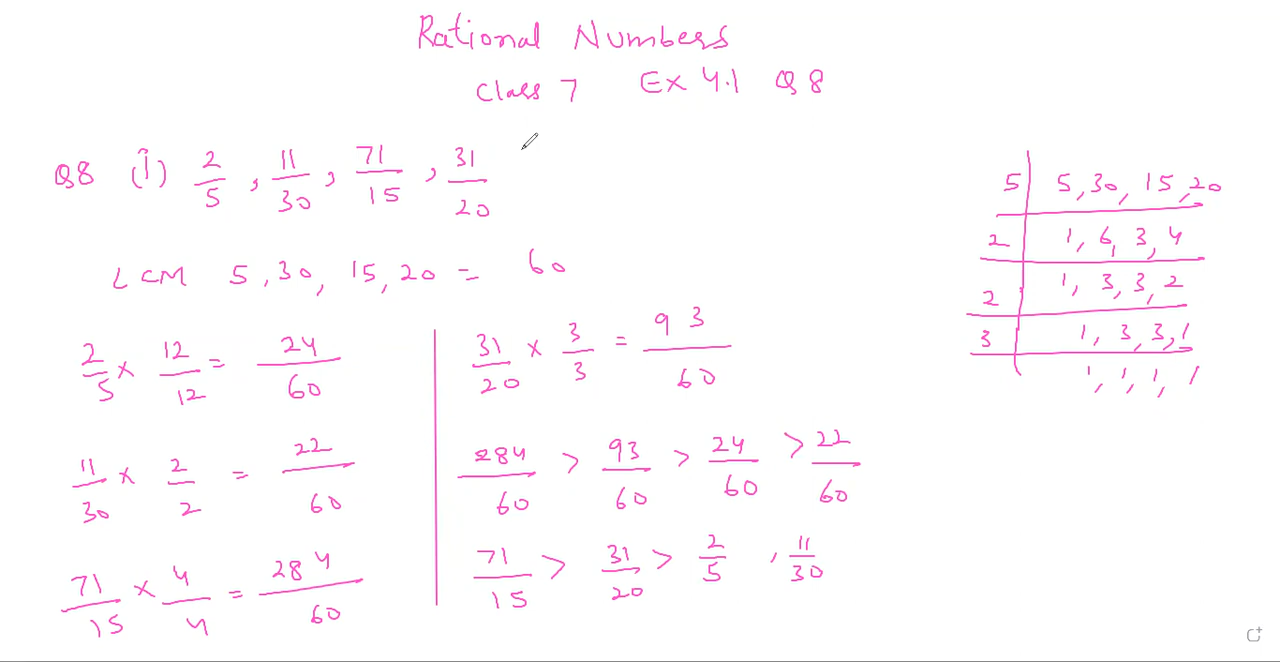 Rational Numbers
Class 7 Ex 4.1 Q8
Q8 (i) 2/5, 11/30, 71/15, 31/20
LCM 5, 30, 15, 20 = 60
2/5 × 12/12 = 24/60
11/30 × 2/2 = 22/60
71/15 × 4/4 = 284/60
31/20 × 3/3 = 93/60
284/60 > 93/60 > 24/60 > 22/60
71/15 > 31/20 > 2/5 , 11/30
5 | 5, 30, 15, 20
2 | 1, 6, 3, 4
2 | 1, 3, 3, 2
3 | 1, 3, 3, 1
1, 1, 1, 1